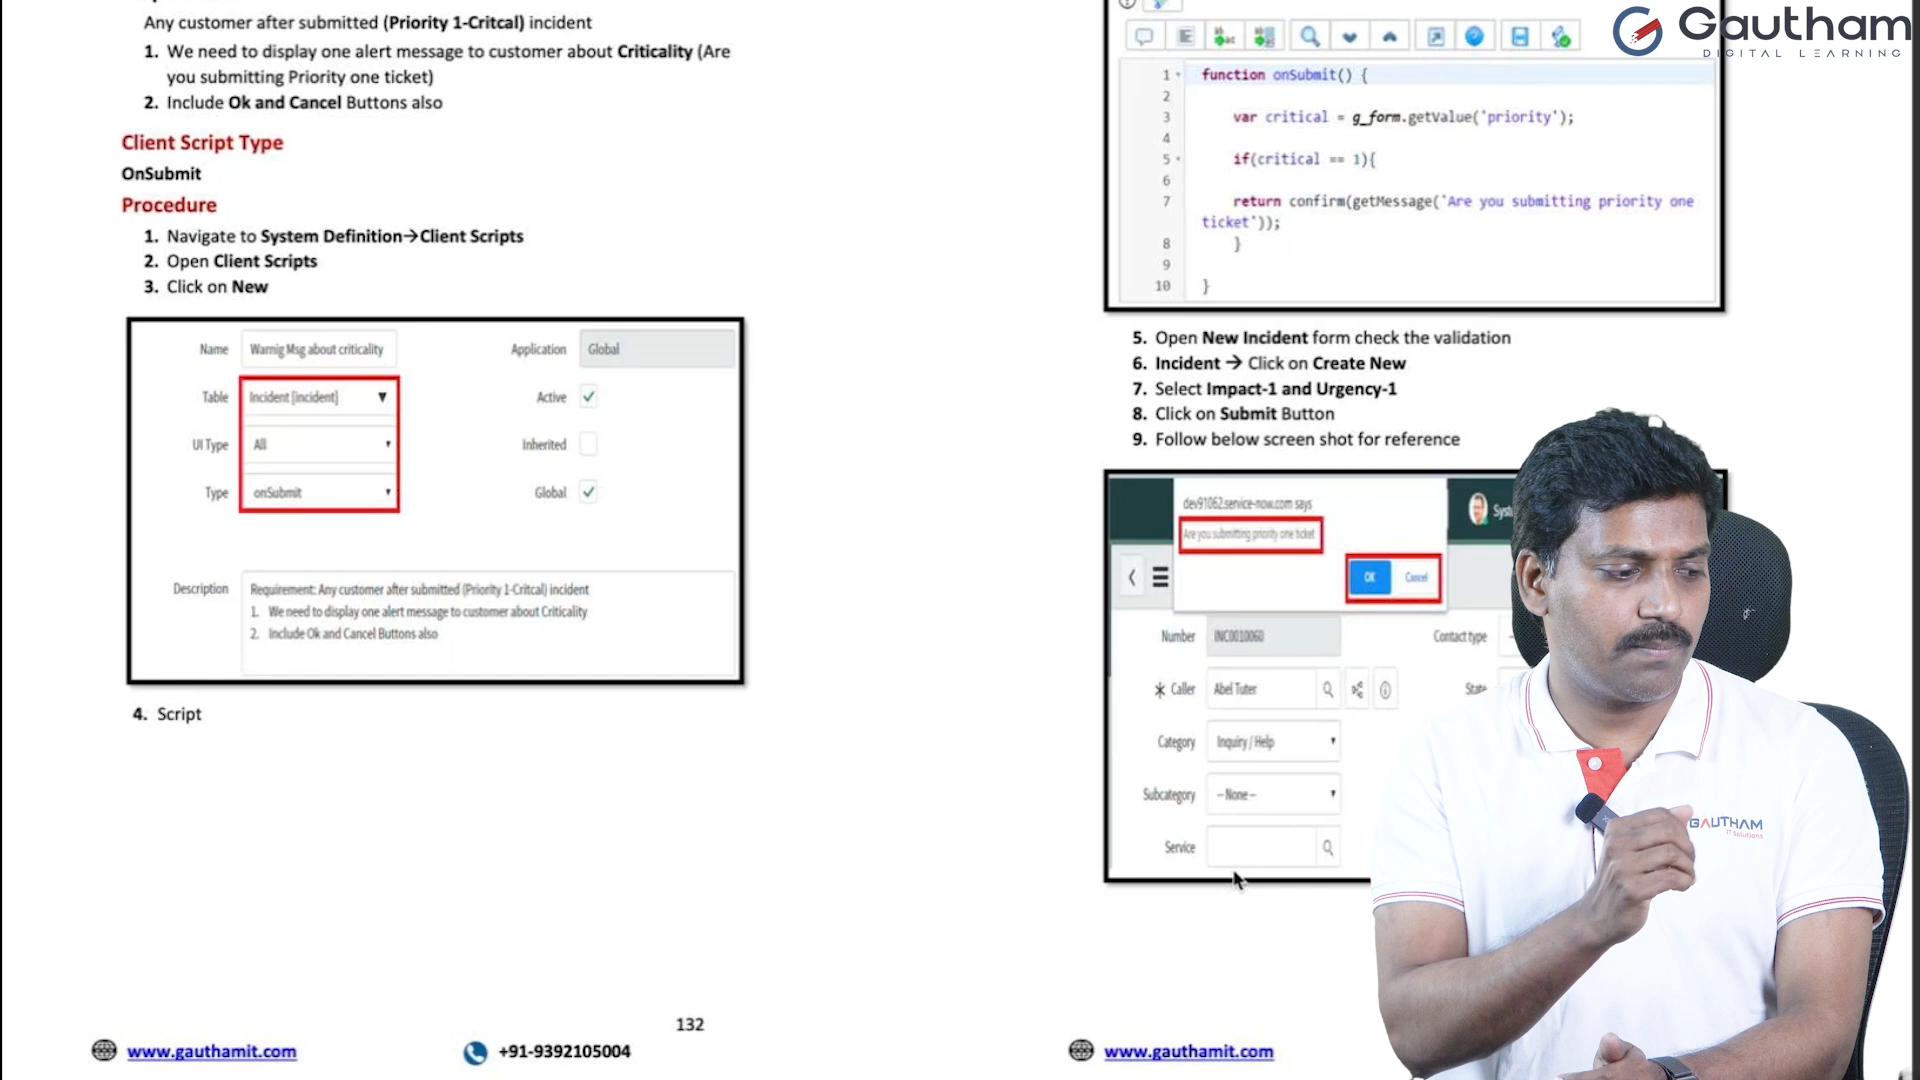 Any customer after submitted (Priority 1-Critcal) incident
1. We need to display one alert message to customer about Criticality (Are
you submitting Priority one ticket)
2. Include Ok and Cancel Buttons also
Client Script Type
OnSubmit
Procedure
1. Navigate to System Definition→Client Scripts
2. Open Client Scripts
3. Click on New
Name Warnig Msg about criticality Application Global
Table Incident [incident] Active
UI Type All Inherited
Type onSubmit Global
Description Requirement: Any customer after submitted (Priority 1-Critcal) incident
1. We need to display one alert message to customer about Criticality
2. Include Ok and Cancel Buttons also
4. Script
132
www.gauthamit.com +91-9392105004
Gautham
DIGITAL LEARNING
1 function onSubmit() {
2
3 var critical = g_form.getValue('priority');
4
5 if(critical == 1){
6
7 return confirm(getMessage('Are you submitting priority one
ticket'));
8 }
9
10 }
5. Open New Incident form check the validation
6. Incident → Click on Create New
7. Select Impact-1 and Urgency-1
8. Click on Submit Button
9. Follow below screen shot for reference
dev91062.service-now.com says
Are you submitting priority one ticket
OK Cancel
Syst
Number INC0010060 Contact type
Caller Abel Tuter State
Category Inquiry / Help
Subcategory -- None --
Service
www.gauthamit.com
GAUTHAM
IT Solutions